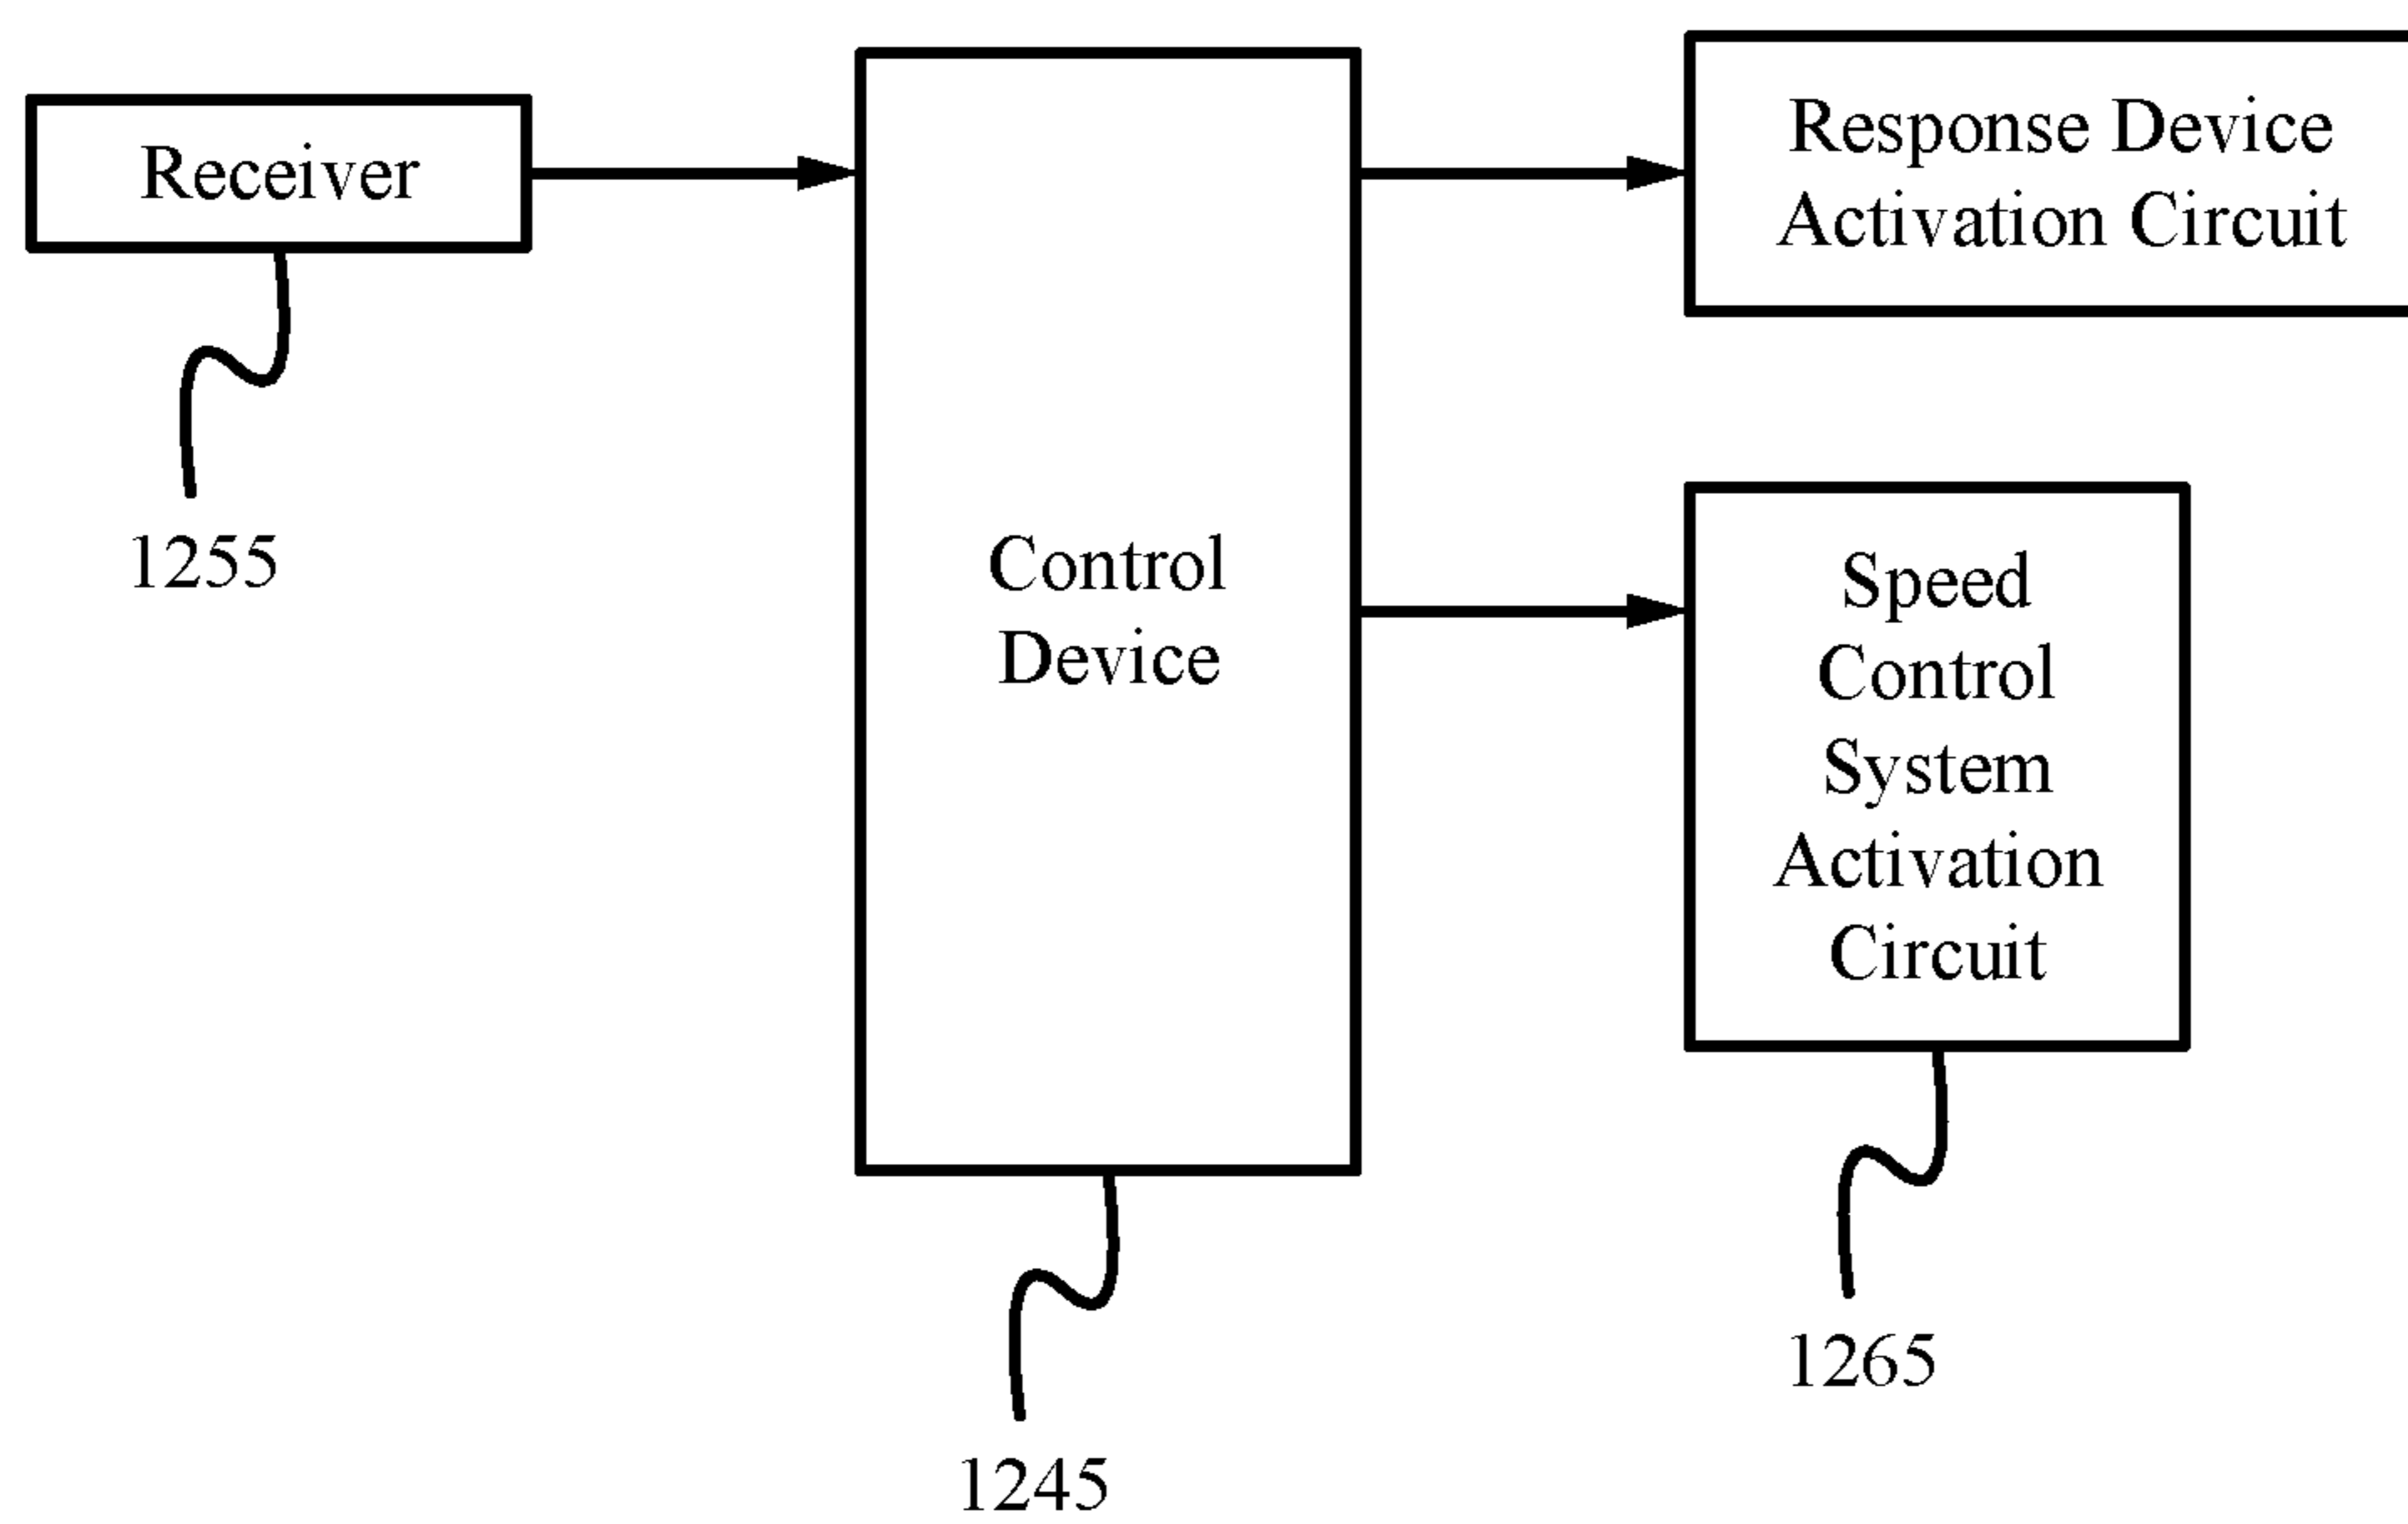 Receiver
1255
Control
Device
1245
Response Device
Activation Circuit
Speed
Control
System
Activation
Circuit
1265